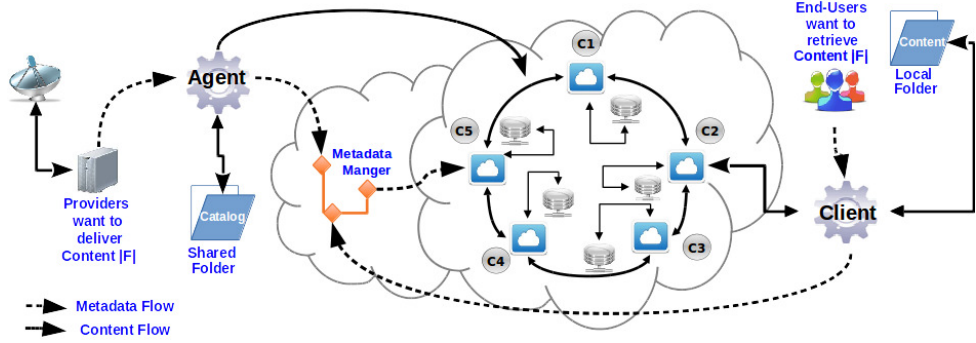 End-Users
want to
retrieve
Content |F|
Content
Local
Folder
C1
Agent
C5
C2
Metadata
Manger
Providers
want to
deliver
Content |F|
Catalog
Shared
Folder
Client
C4
C3
Metadata Flow
Content Flow